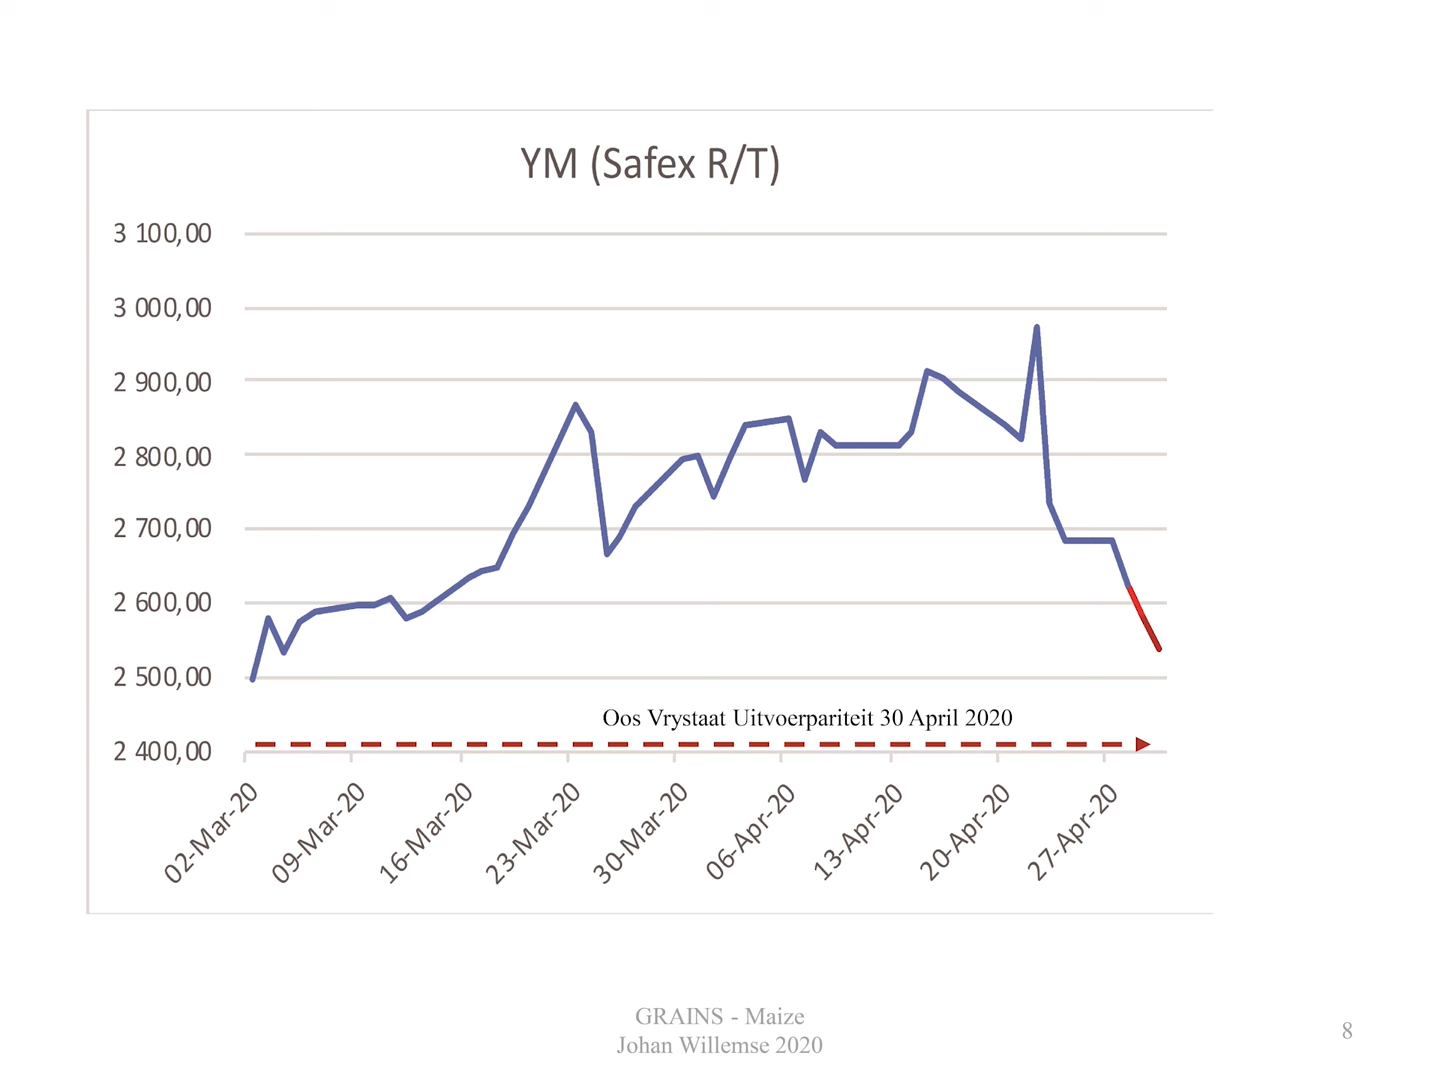 YM (Safex R/T)
3 100,00
3 000,00
2 900,00
2 800,00
2 700,00
2 600,00
2 500,00
2 400,00
Oos Vrystaat Uitvoerpariteit 30 April 2020
02-Mar-20
09-Mar-20
16-Mar-20
23-Mar-20
30-Mar-20
06-Apr-20
13-Apr-20
20-Apr-20
27-Apr-20
GRAINS - Maize
Johan Willemse 2020
8